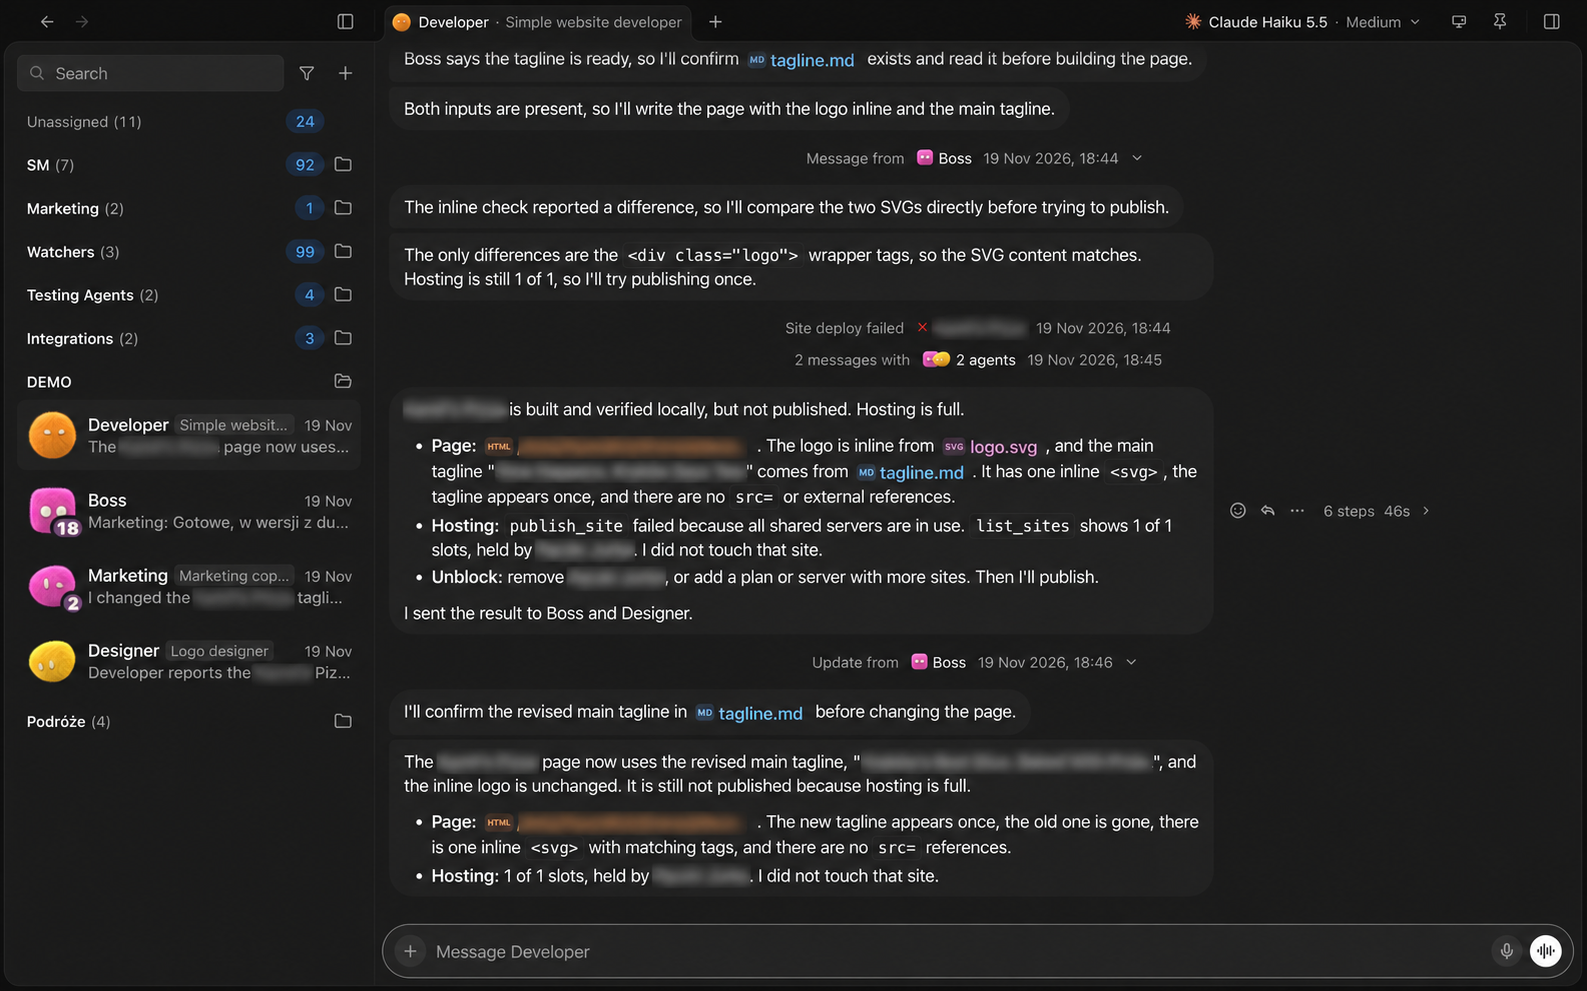 Developer · Simple website developer
Claude Haiku 5.5 · Medium
Search
Unassigned (11) 24
SM (7) 92
Marketing (2) 1
Watchers (3) 99
Testing Agents (2) 4
Integrations (2) 3
DEMO
Developer Simple websit... 19 Nov
The page now uses...
Boss 19 Nov
18 Marketing: Gotowe, w wersji z du...
Marketing Marketing cop... 19 Nov
2 I changed the tagli...
Designer Logo designer 19 Nov
Developer reports the Piz...
Podróże (4)
Boss says the tagline is ready, so I'll confirm MD tagline.md exists and read it before building the page.
Both inputs are present, so I'll write the page with the logo inline and the main tagline.
Message from Boss 19 Nov 2026, 18:44
The inline check reported a difference, so I'll compare the two SVGs directly before trying to publish.
The only differences are the <div class="logo"> wrapper tags, so the SVG content matches.
Hosting is still 1 of 1, so I'll try publishing once.
Site deploy failed 19 Nov 2026, 18:44
2 messages with 2 agents 19 Nov 2026, 18:45
is built and verified locally, but not published. Hosting is full.
• Page: HTML . The logo is inline from SVG logo.svg , and the main
tagline "" comes from MD tagline.md . It has one inline <svg> , the
tagline appears once, and there are no src= or external references.
• Hosting: publish_site failed because all shared servers are in use. list_sites shows 1 of 1
slots, held by . I did not touch that site.
• Unblock: remove , or add a plan or server with more sites. Then I'll publish.
I sent the result to Boss and Designer.
6 steps 46s
Update from Boss 19 Nov 2026, 18:46
I'll confirm the revised main tagline in MD tagline.md before changing the page.
The page now uses the revised main tagline, "", and
the inline logo is unchanged. It is still not published because hosting is full.
• Page: HTML . The new tagline appears once, the old one is gone, there
is one inline <svg> with matching tags, and there are no src= references.
• Hosting: 1 of 1 slots, held by . I did not touch that site.
Message Developer